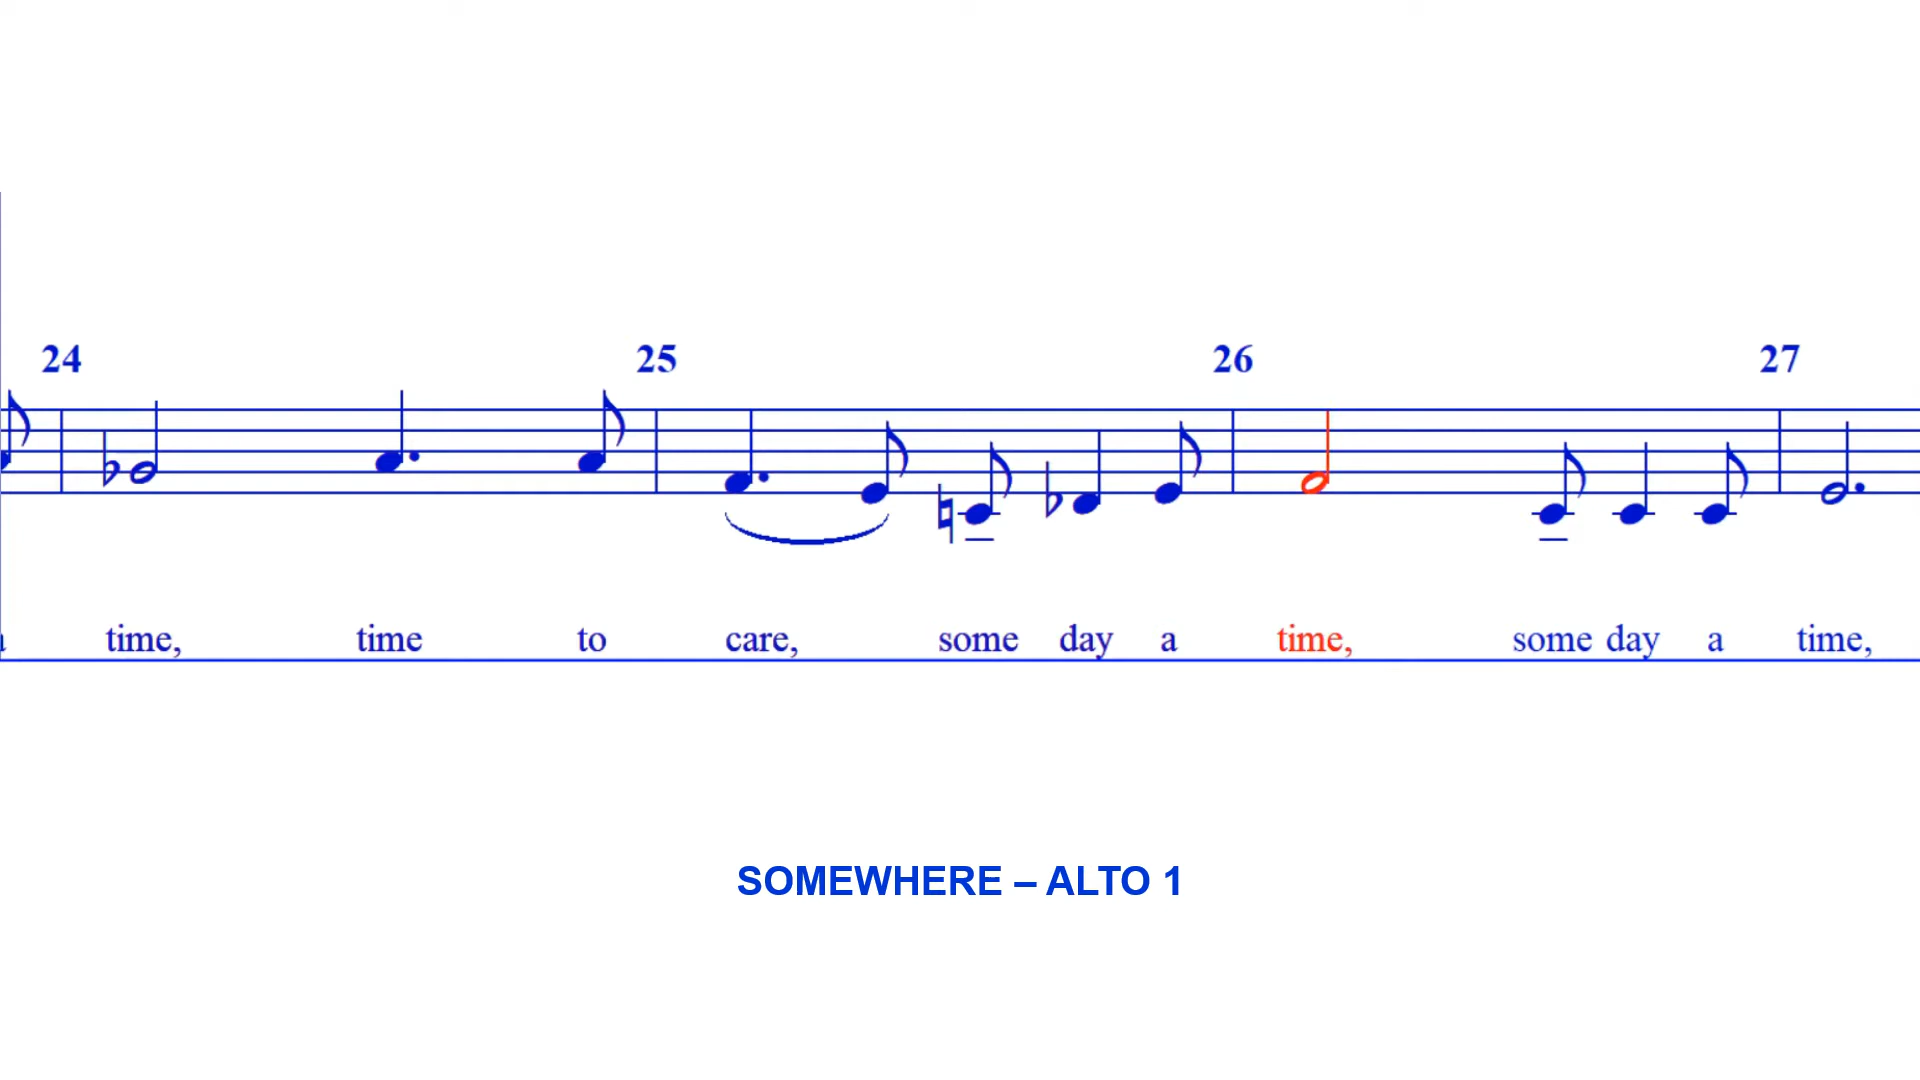 24 25 26 27
time, time to care, some day a time, some day a time,
SOMEWHERE – ALTO 1